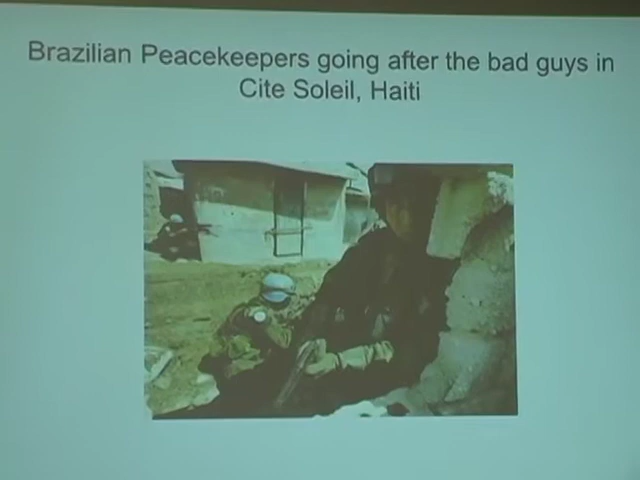 Brazilian Peacekeepers going after the bad guys in
Cite Soleil, Haiti